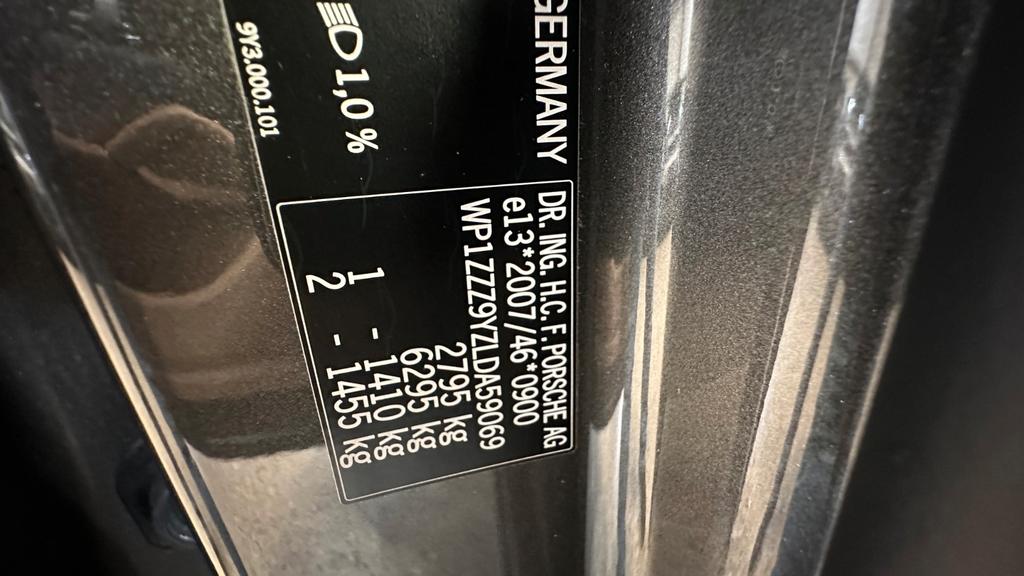 GERMANY
1,0 %
9Y3.000.101
DR. ING. H.C. F. PORSCHE AG
e13*2007/46*0900
WP1ZZZ9YZLDA59069
2795 kg
6295 kg
1 - 1410 kg
2 - 1455 kg